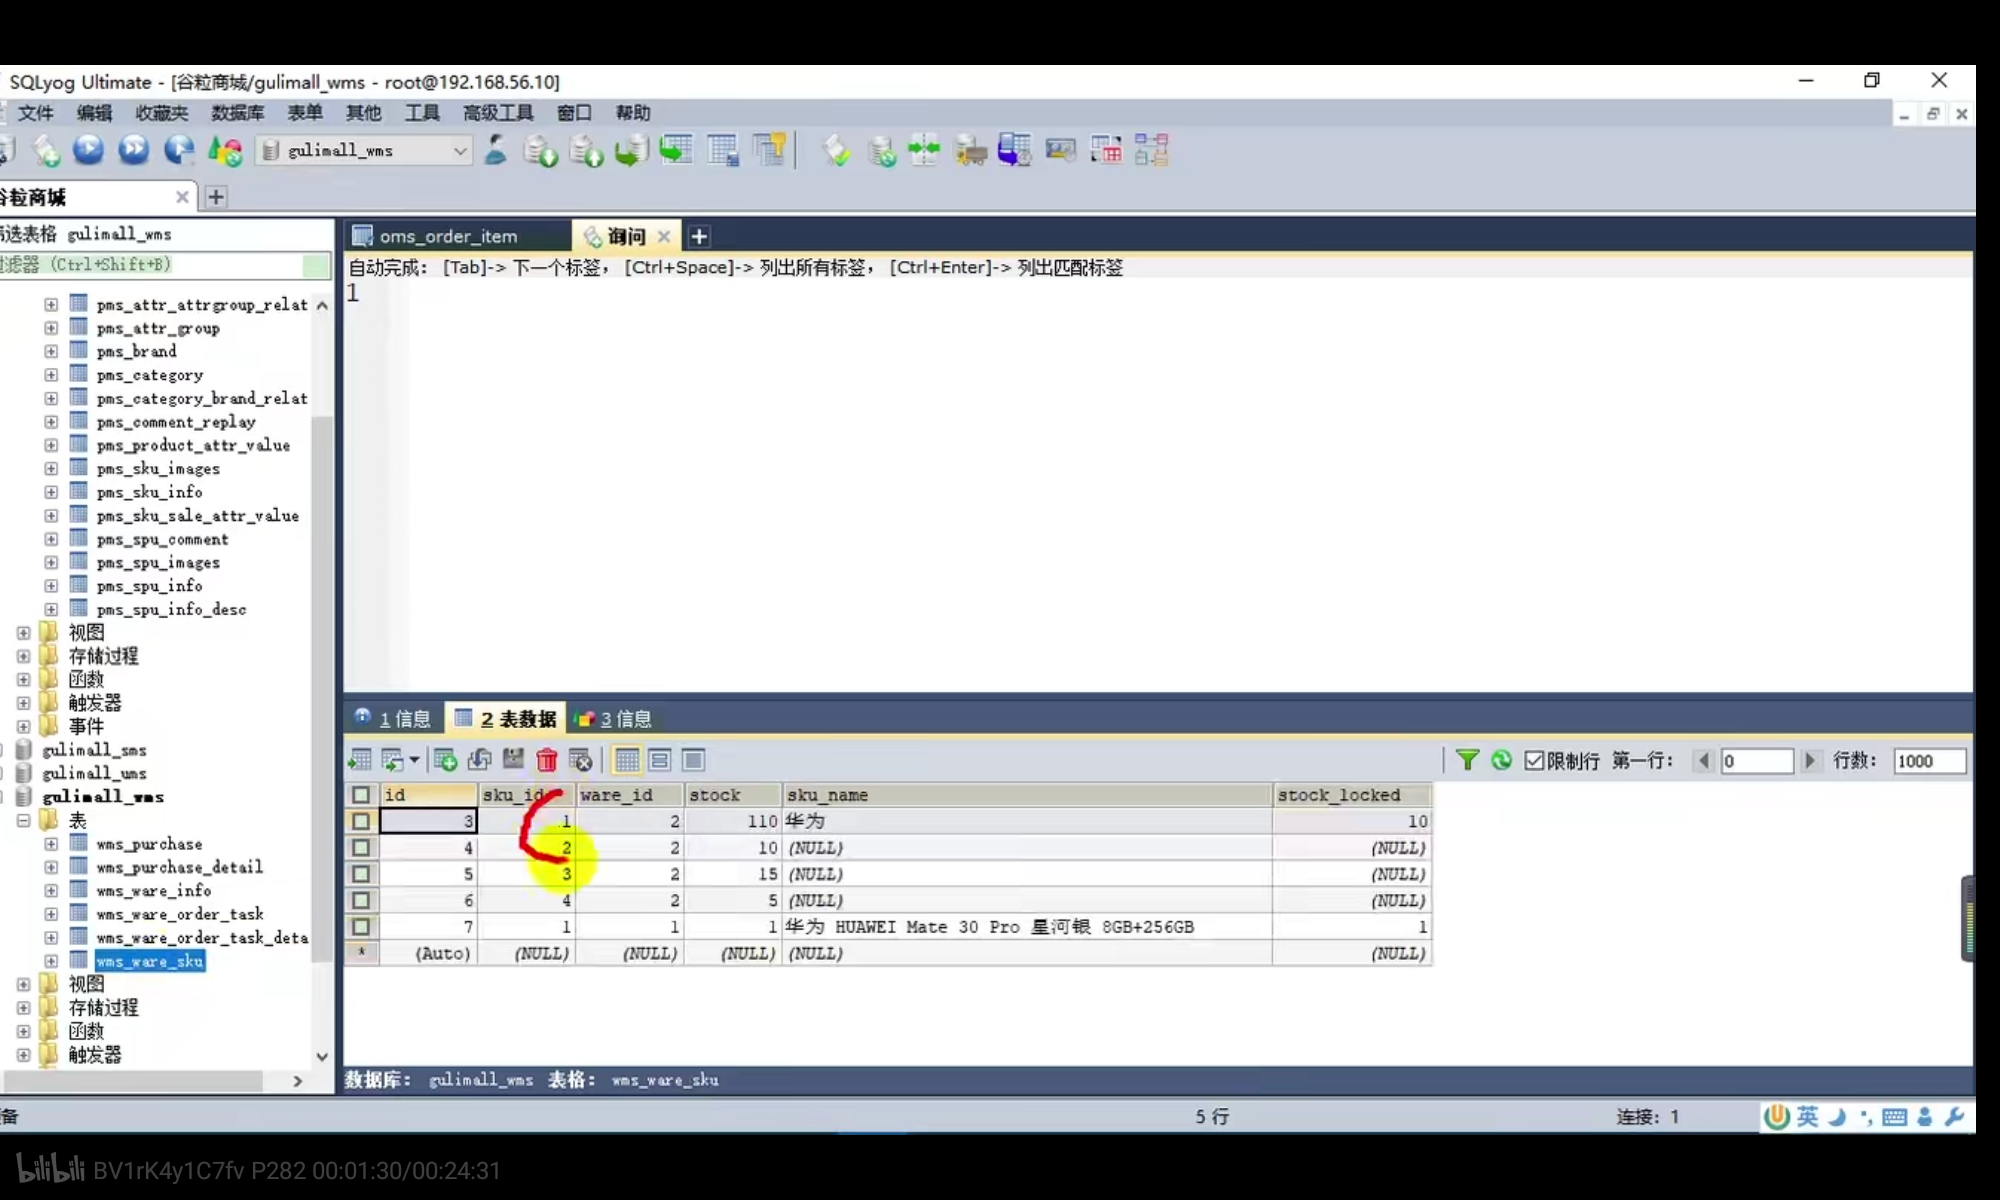 SQLyog Ultimate - [谷粒商城/gulimall_wms - root@192.168.56.10]
文件 编辑 收藏夹 数据库 表单 其他 工具 高级工具 窗口 帮助
gulimall_wms
谷粒商城
筛选表格 gulimall_wms
过滤器 (Ctrl+Shift+B)
pms_attr_attrgroup_relat
pms_attr_group
pms_brand
pms_category
pms_category_brand_relat
pms_comment_replay
pms_product_attr_value
pms_sku_images
pms_sku_info
pms_sku_sale_attr_value
pms_spu_comment
pms_spu_images
pms_spu_info
pms_spu_info_desc
视图
存储过程
函数
触发器
事件
gulimall_sms
gulimall_ums
gulimall_wms
表
wms_purchase
wms_purchase_detail
wms_ware_info
wms_ware_order_task
wms_ware_order_task_deta
wms_ware_sku
视图
存储过程
函数
触发器
oms_order_item 询问
自动完成: [Tab]-> 下一个标签, [Ctrl+Space]-> 列出所有标签, [Ctrl+Enter]-> 列出匹配标签
1
1 信息 2 表数据 3 信息
限制行 第一行: 0 行数: 1000
id sku_id ware_id stock sku_name stock_locked
3 1 2 110 华为 10
4 2 2 10 (NULL) (NULL)
5 3 2 15 (NULL) (NULL)
6 4 2 5 (NULL) (NULL)
7 1 1 1 华为 HUAWEI Mate 30 Pro 星河银 8GB+256GB 1
* (Auto) (NULL) (NULL) (NULL) (NULL) (NULL)
数据库: gulimall_wms 表格: wms_ware_sku
备 5 行 连接: 1 英
bilibili BV1rK4y1C7fv P282 00:01:30/00:24:31